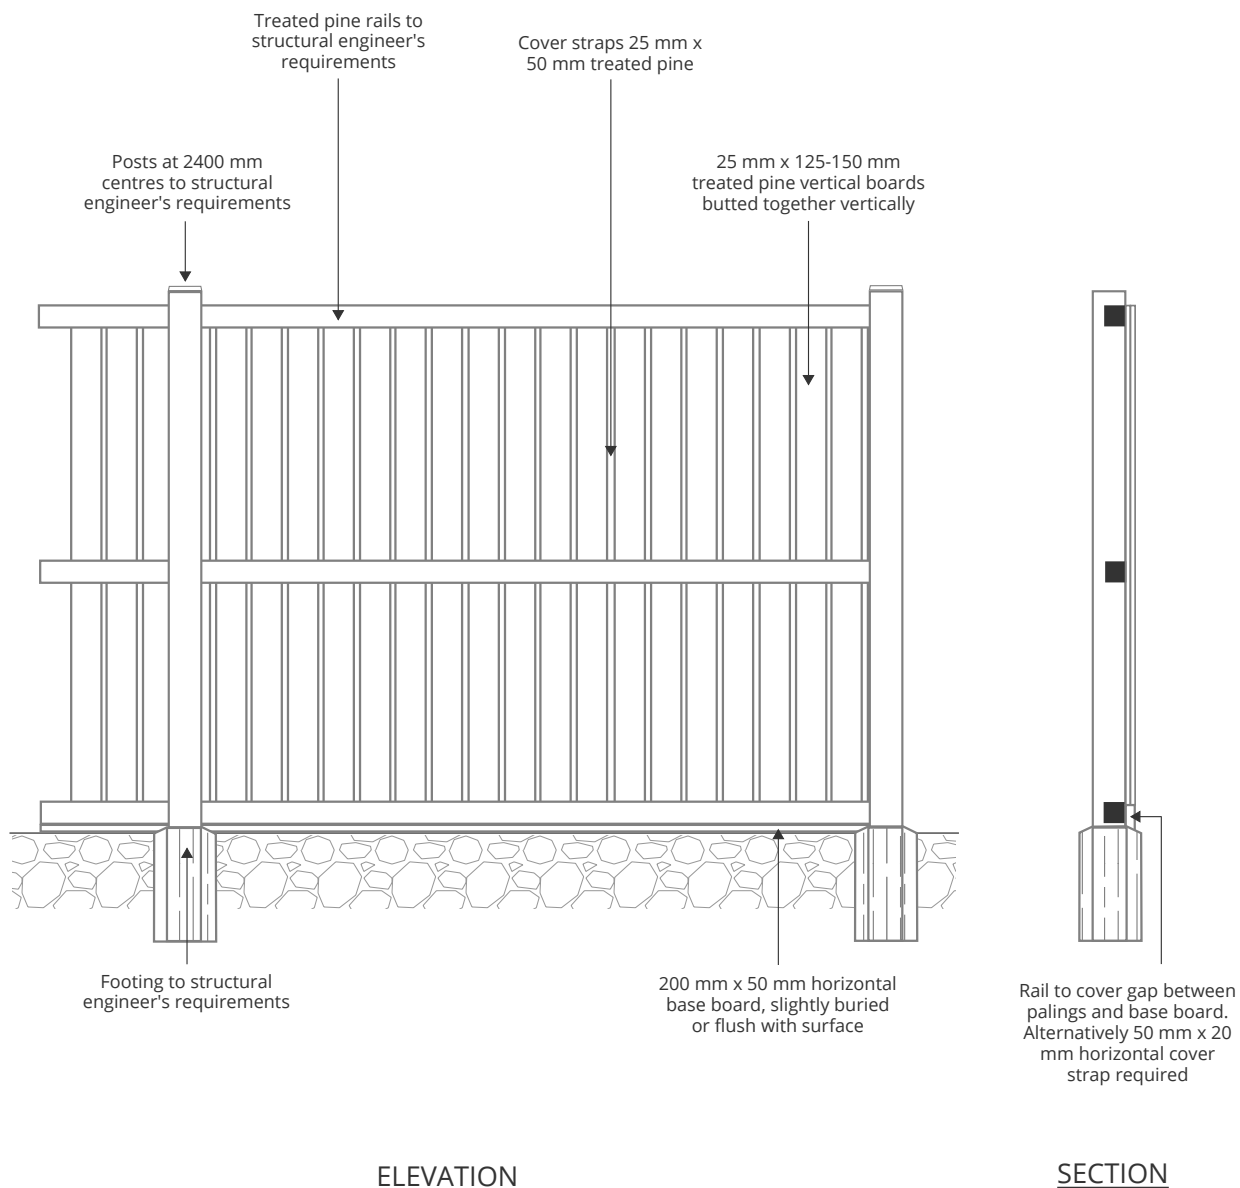 Treated pine rails to
structural engineer's
requirements
Cover straps 25 mm x
50 mm treated pine
Posts at 2400 mm
centres to structural
engineer's requirements
25 mm x 125-150 mm
treated pine vertical boards
butted together vertically
Footing to structural
engineer's requirements
200 mm x 50 mm horizontal
base board, slightly buried
or flush with surface
Rail to cover gap between
palings and base board.
Alternatively 50 mm x 20
mm horizontal cover
strap required
ELEVATION
SECTION